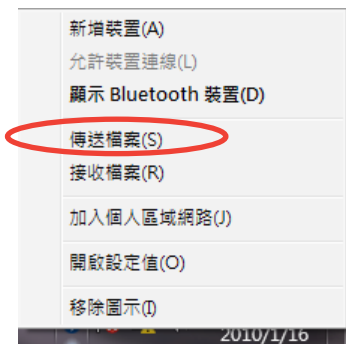 新增裝置(A)
允許裝置連線(L)
顯示 Bluetooth 裝置(D)
傳送檔案(S)
接收檔案(R)
加入個人區域網路(J)
開啟設定值(O)
移除圖示(I)
2010/1/16